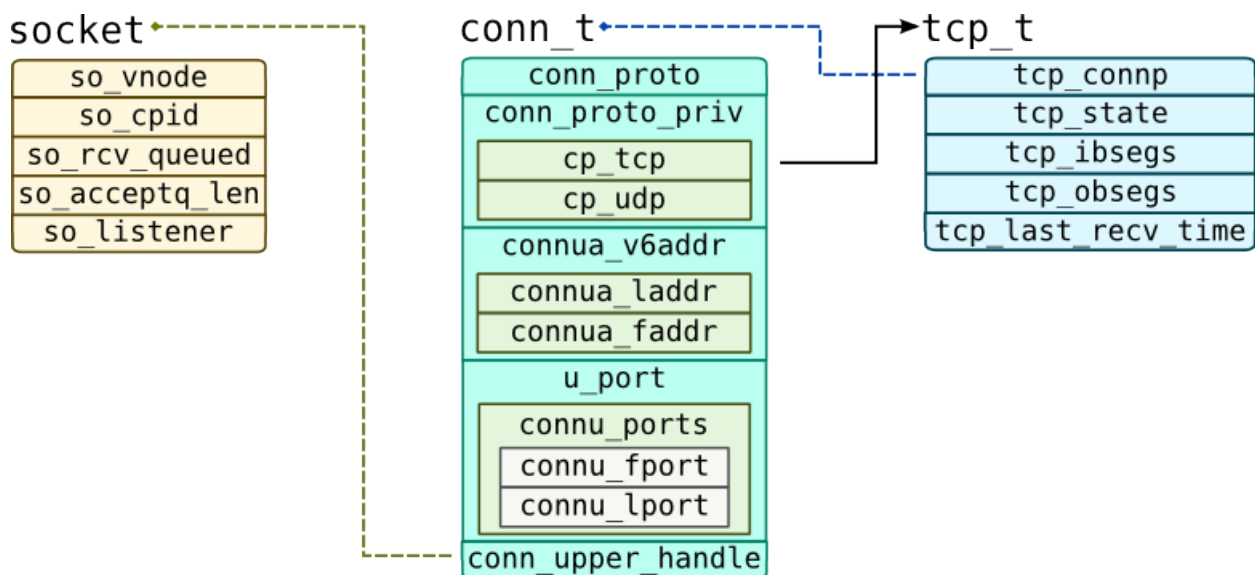 socket
so_vnode
so_cpid
so_rcv_queued
so_acceptq_len
so_listener
conn_t
conn_proto
conn_proto_priv
cp_tcp
cp_udp
connua_v6addr
connua_laddr
connua_faddr
u_port
connu_ports
connu_fport
connu_lport
conn_upper_handle
tcp_t
tcp_connp
tcp_state
tcp_ibsegs
tcp_obsegs
tcp_last_recv_time